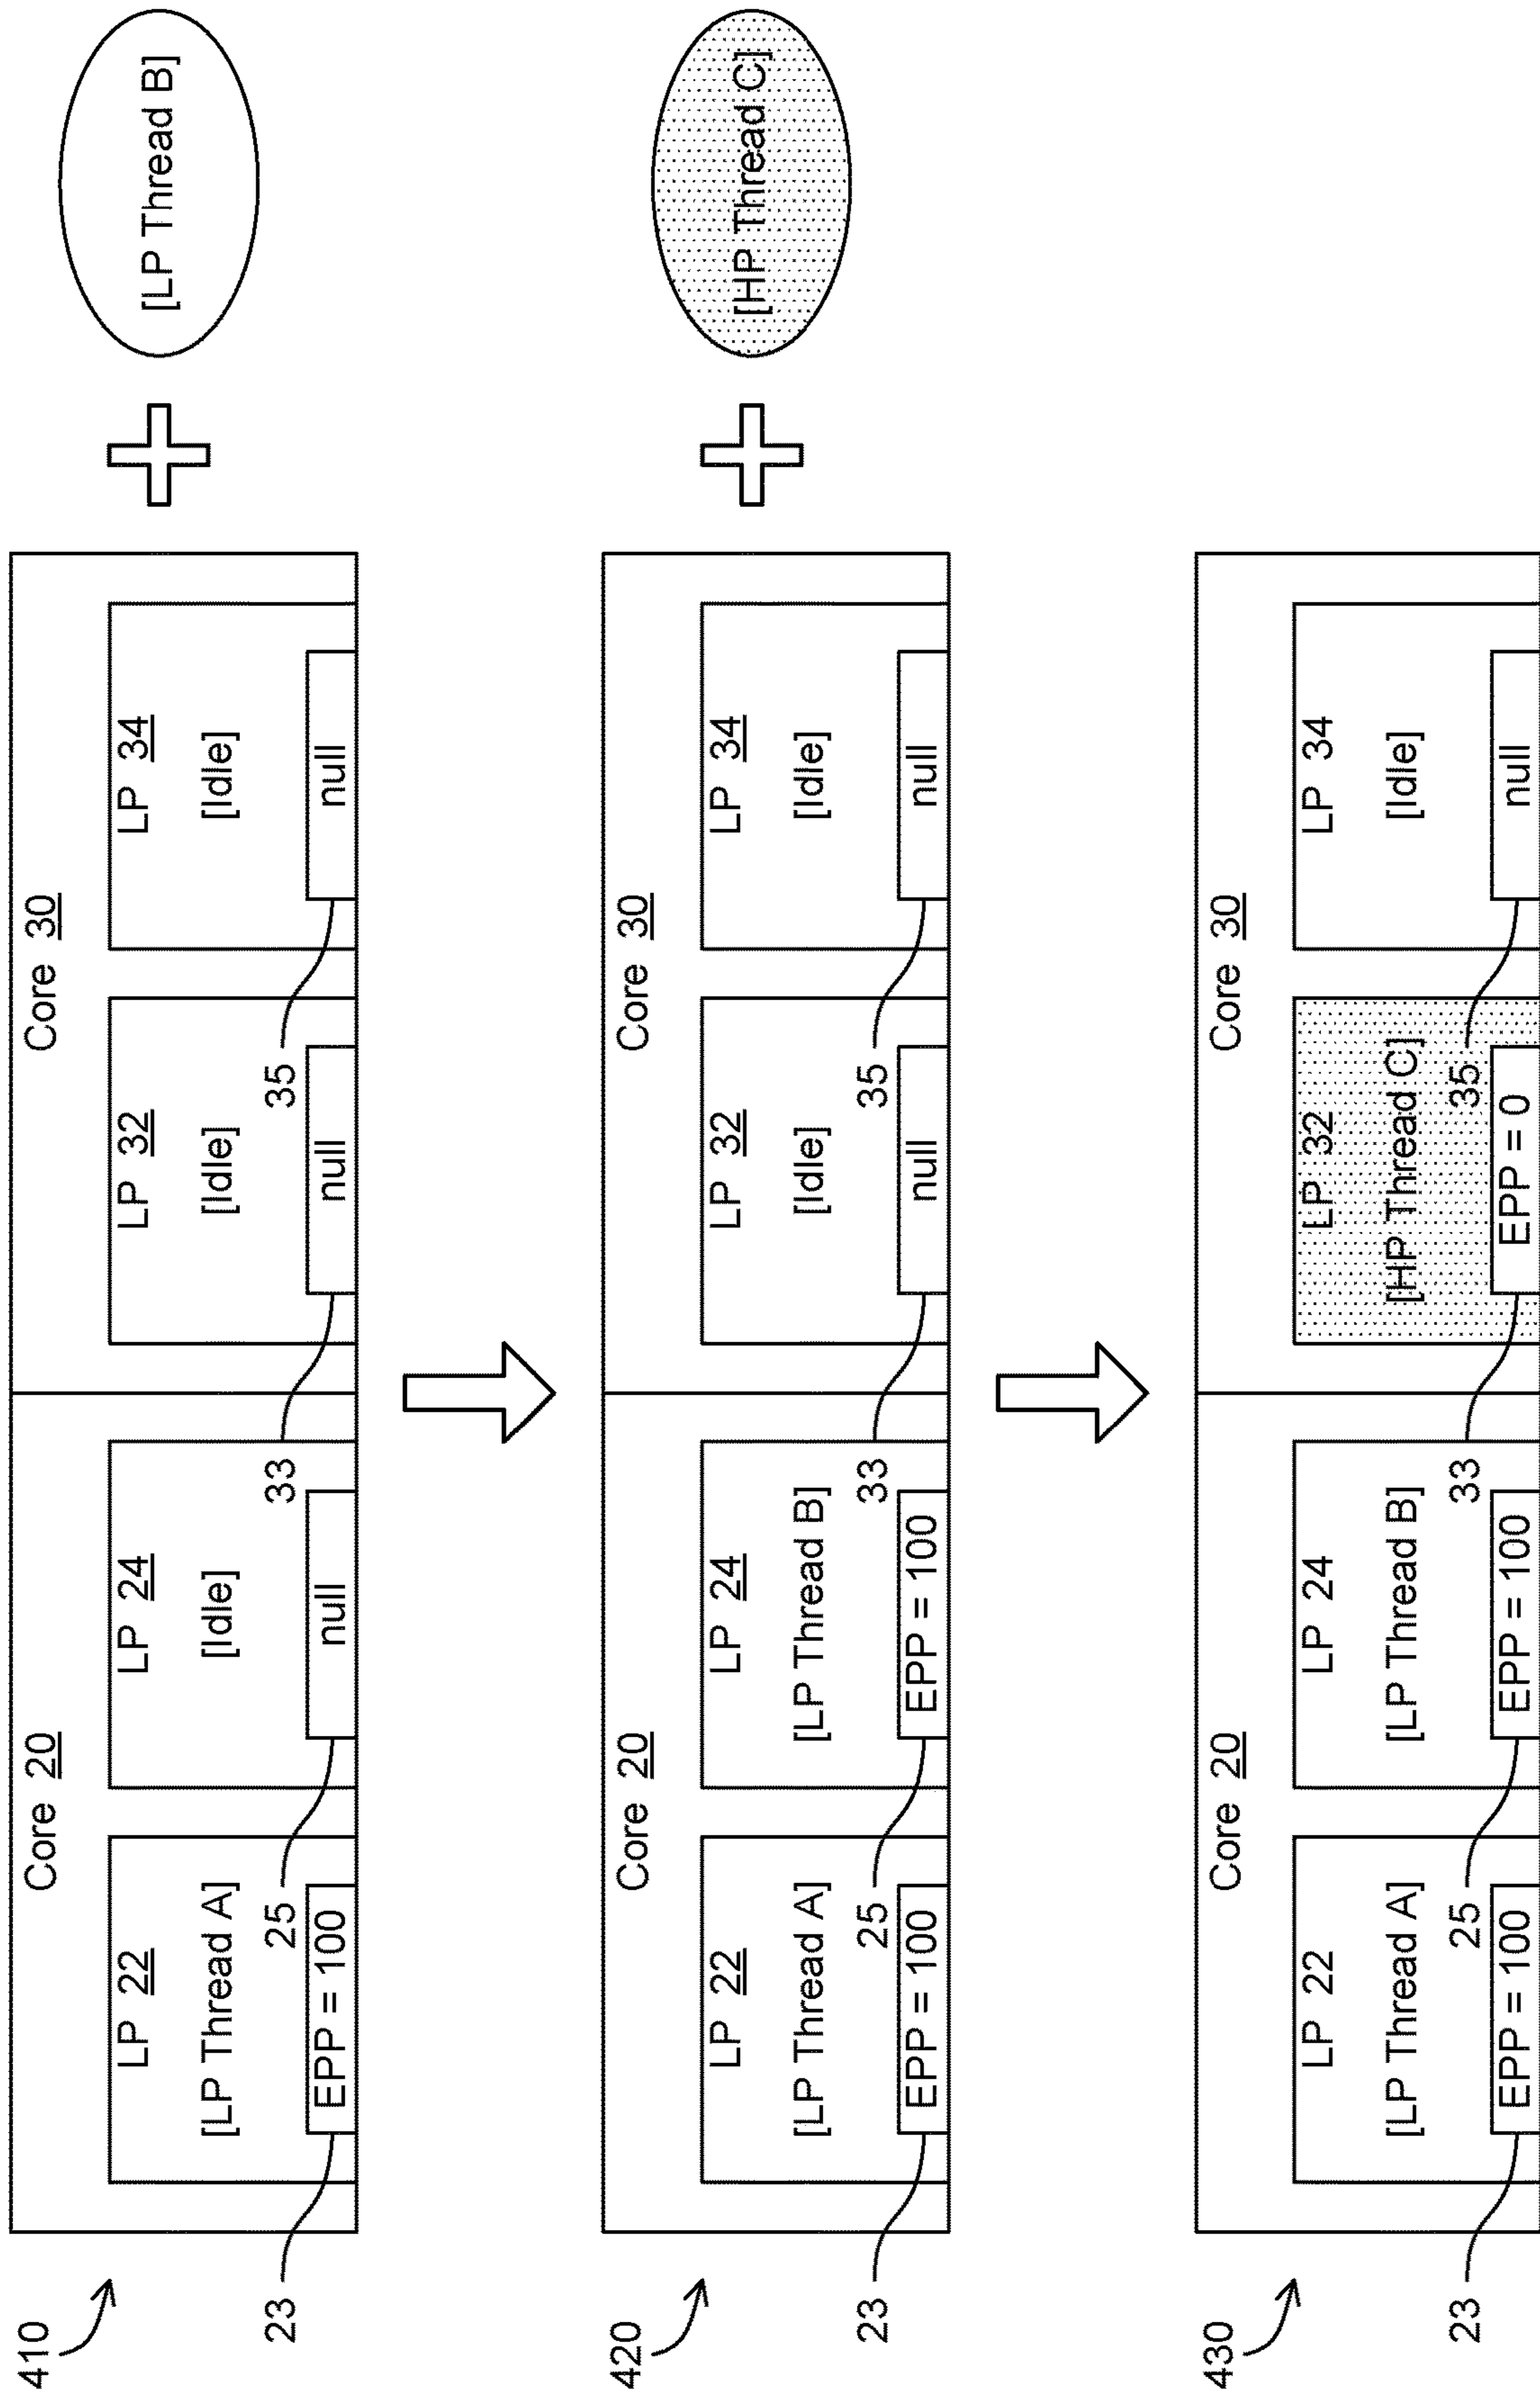 410
Core 20
Core 30
LP 22
LP 24
LP 32
LP 34
[LP Thread A]
[Idle]
[Idle]
[Idle]
[LP Thread B]
23
25
33
35
EPP = 100
null
null
null
420
Core 20
Core 30
LP 22
LP 24
LP 32
LP 34
[LP Thread A]
[LP Thread B]
[Idle]
[Idle]
[HP Thread C]
23
25
33
35
EPP = 100
EPP = 100
null
null
430
Core 20
Core 30
LP 22
LP 24
LP 32
LP 34
[LP Thread A]
[LP Thread B]
[HP Thread C]
[Idle]
23
25
33
35
EPP = 100
EPP = 100
EPP = 0
null